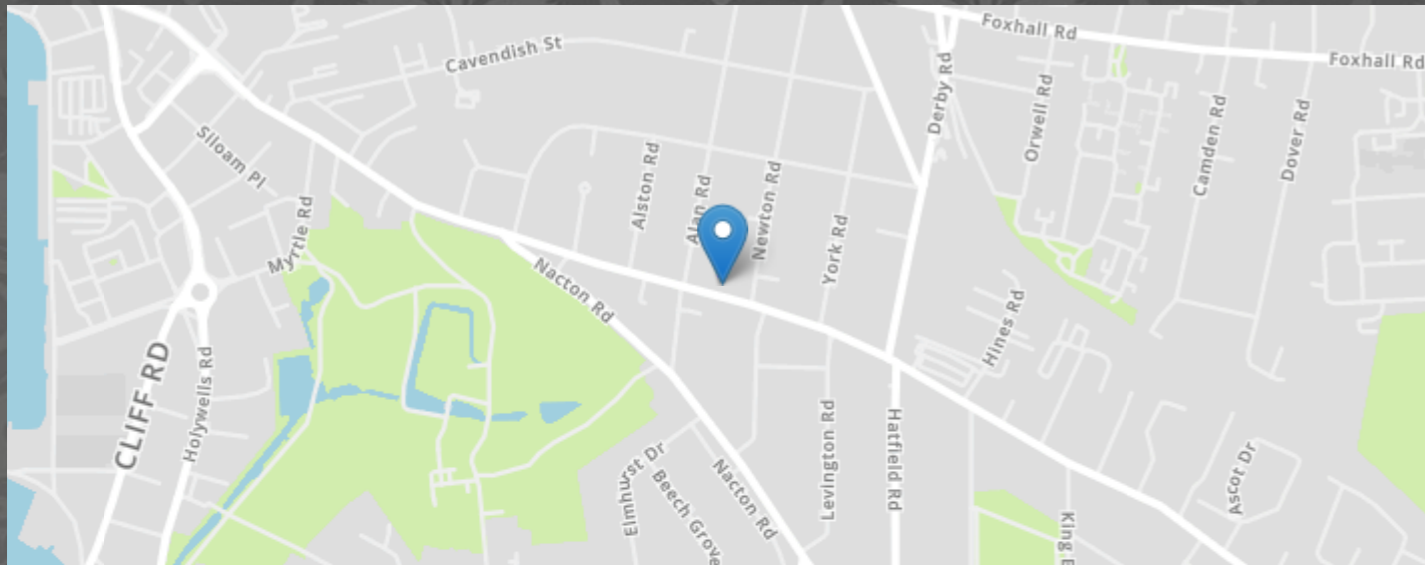 Foxhall Rd
Foxhall Rd
Cavendish St
Derby Rd
Orwell Rd
Camden Rd
Dover Rd
Siloam Pl
Alston Rd
Alan Rd
Newton Rd
York Rd
Myrtle Rd
Nacton Rd
Hines Rd
CLIFF RD
Holywells Rd
Levington Rd
Hatfield Rd
Elmhurst Dr
Beech Grove
Nacton Rd
Ascot Dr
King E